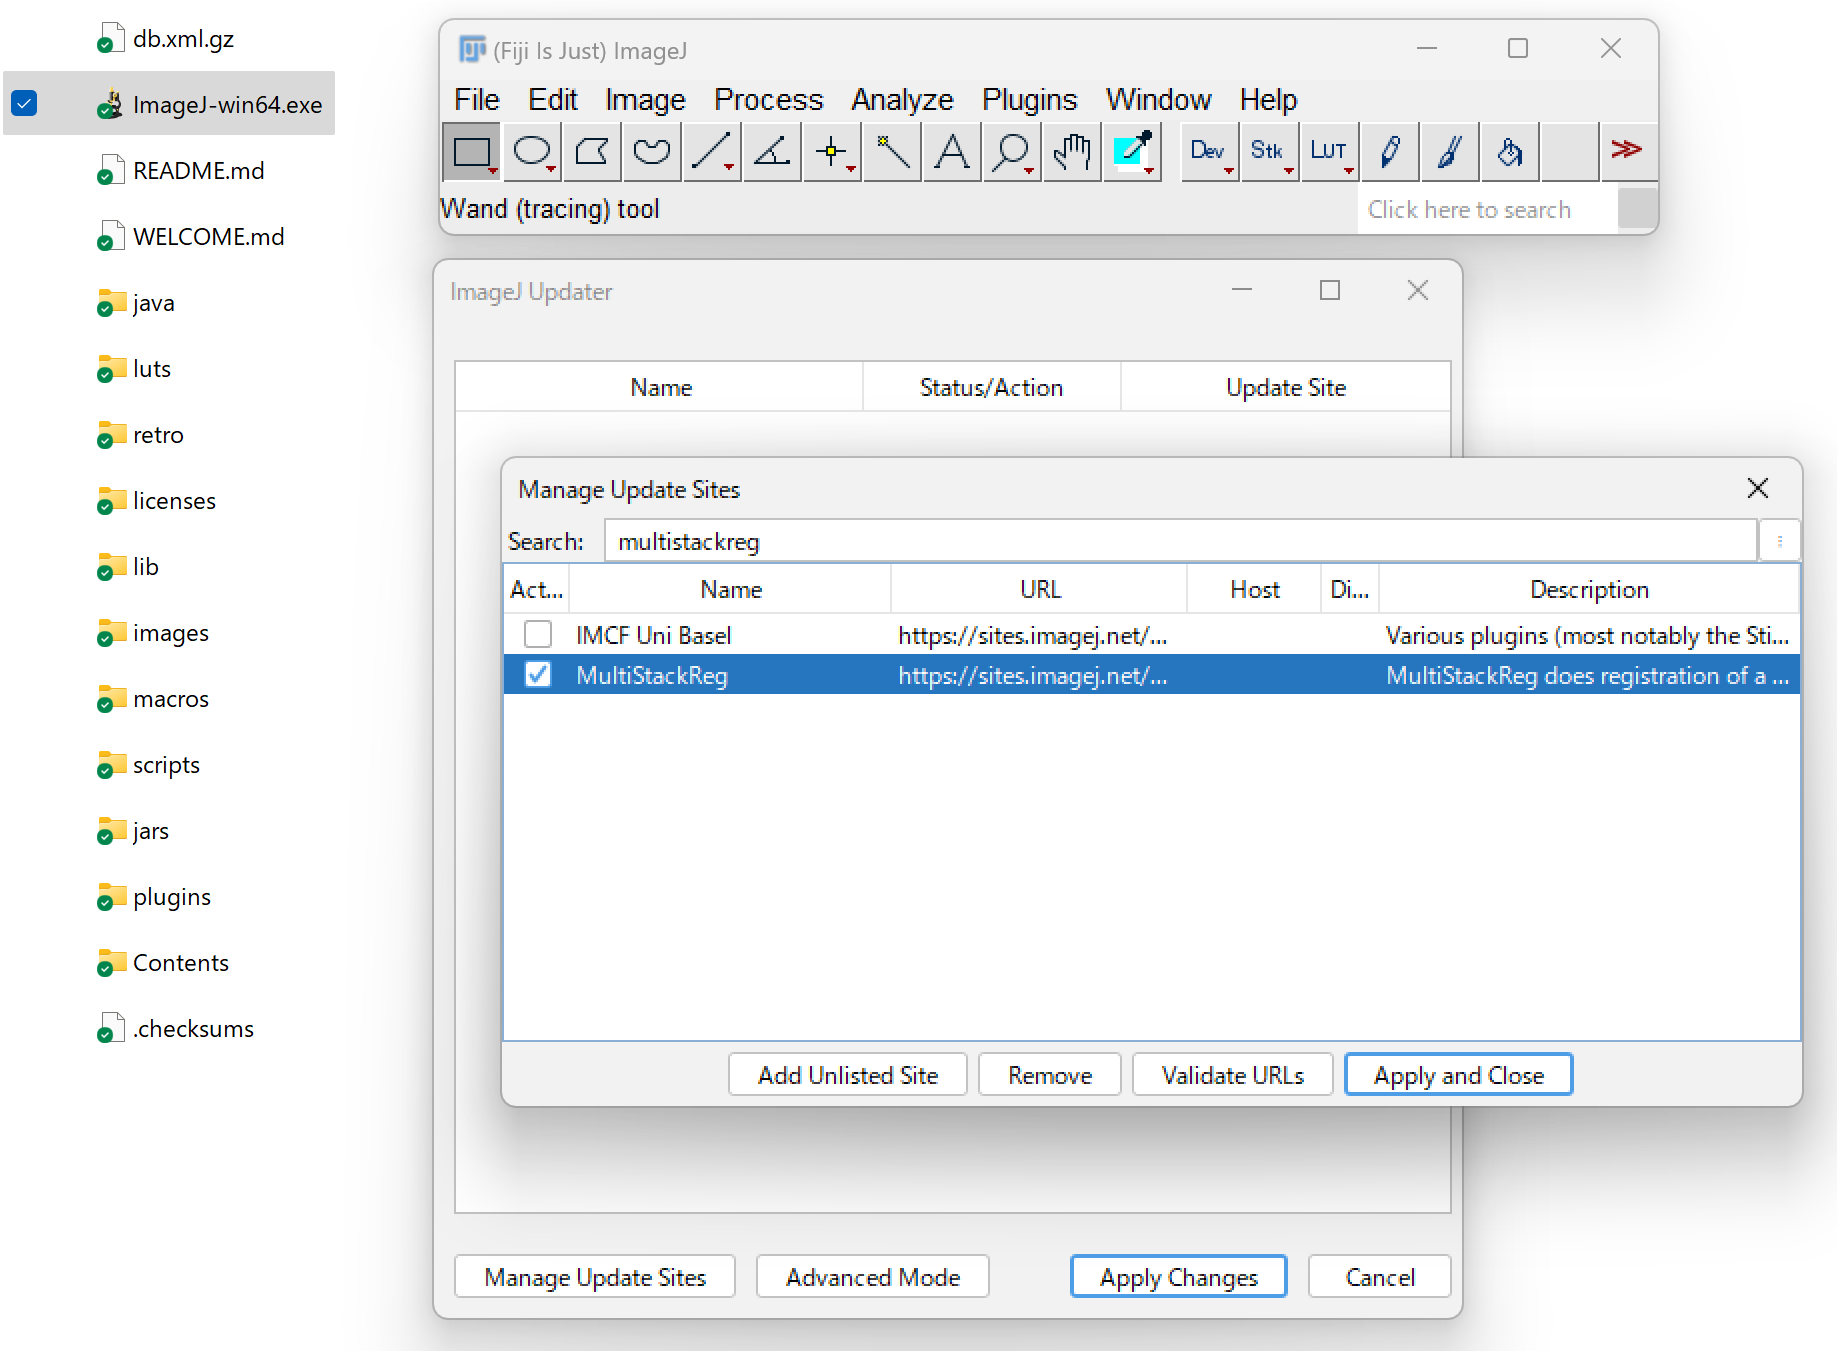 db.xml.gz
ImageJ-win64.exe
README.md
WELCOME.md
java
luts
retro
licenses
lib
images
macros
scripts
jars
plugins
Contents
.checksums
(Fiji Is Just) ImageJ
File Edit Image Process Analyze Plugins Window Help
A Dev Stk LUT >>
Wand (tracing) tool
Click here to search
ImageJ Updater
Name Status/Action Update Site
Manage Update Sites
Search: multistackreg
Act... Name URL Host Di... Description
IMCF Uni Basel https://sites.imagej.net/... Various plugins (most notably the Sti...
MultiStackReg https://sites.imagej.net/... MultiStackReg does registration of a ...
Add Unlisted Site Remove Validate URLs Apply and Close
Manage Update Sites Advanced Mode Apply Changes Cancel